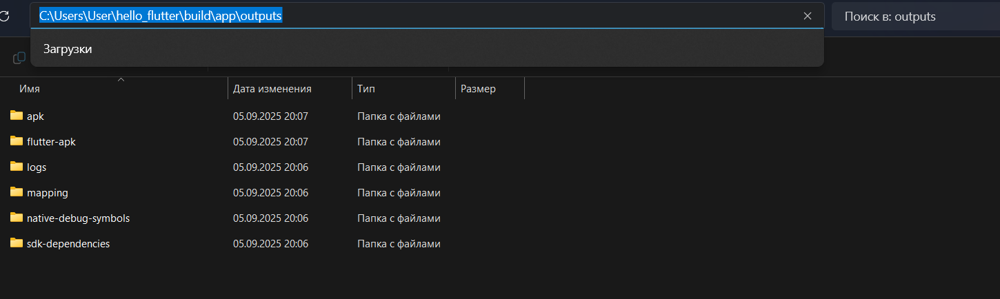 C:\Users\User\hello_flutter\build\app\outputs
Поиск в: outputs
Загрузки
Имя Дата изменения Тип Размер
apk 05.09.2025 20:07 Папка с файлами
flutter-apk 05.09.2025 20:07 Папка с файлами
logs 05.09.2025 20:06 Папка с файлами
mapping 05.09.2025 20:06 Папка с файлами
native-debug-symbols 05.09.2025 20:06 Папка с файлами
sdk-dependencies 05.09.2025 20:06 Папка с файлами